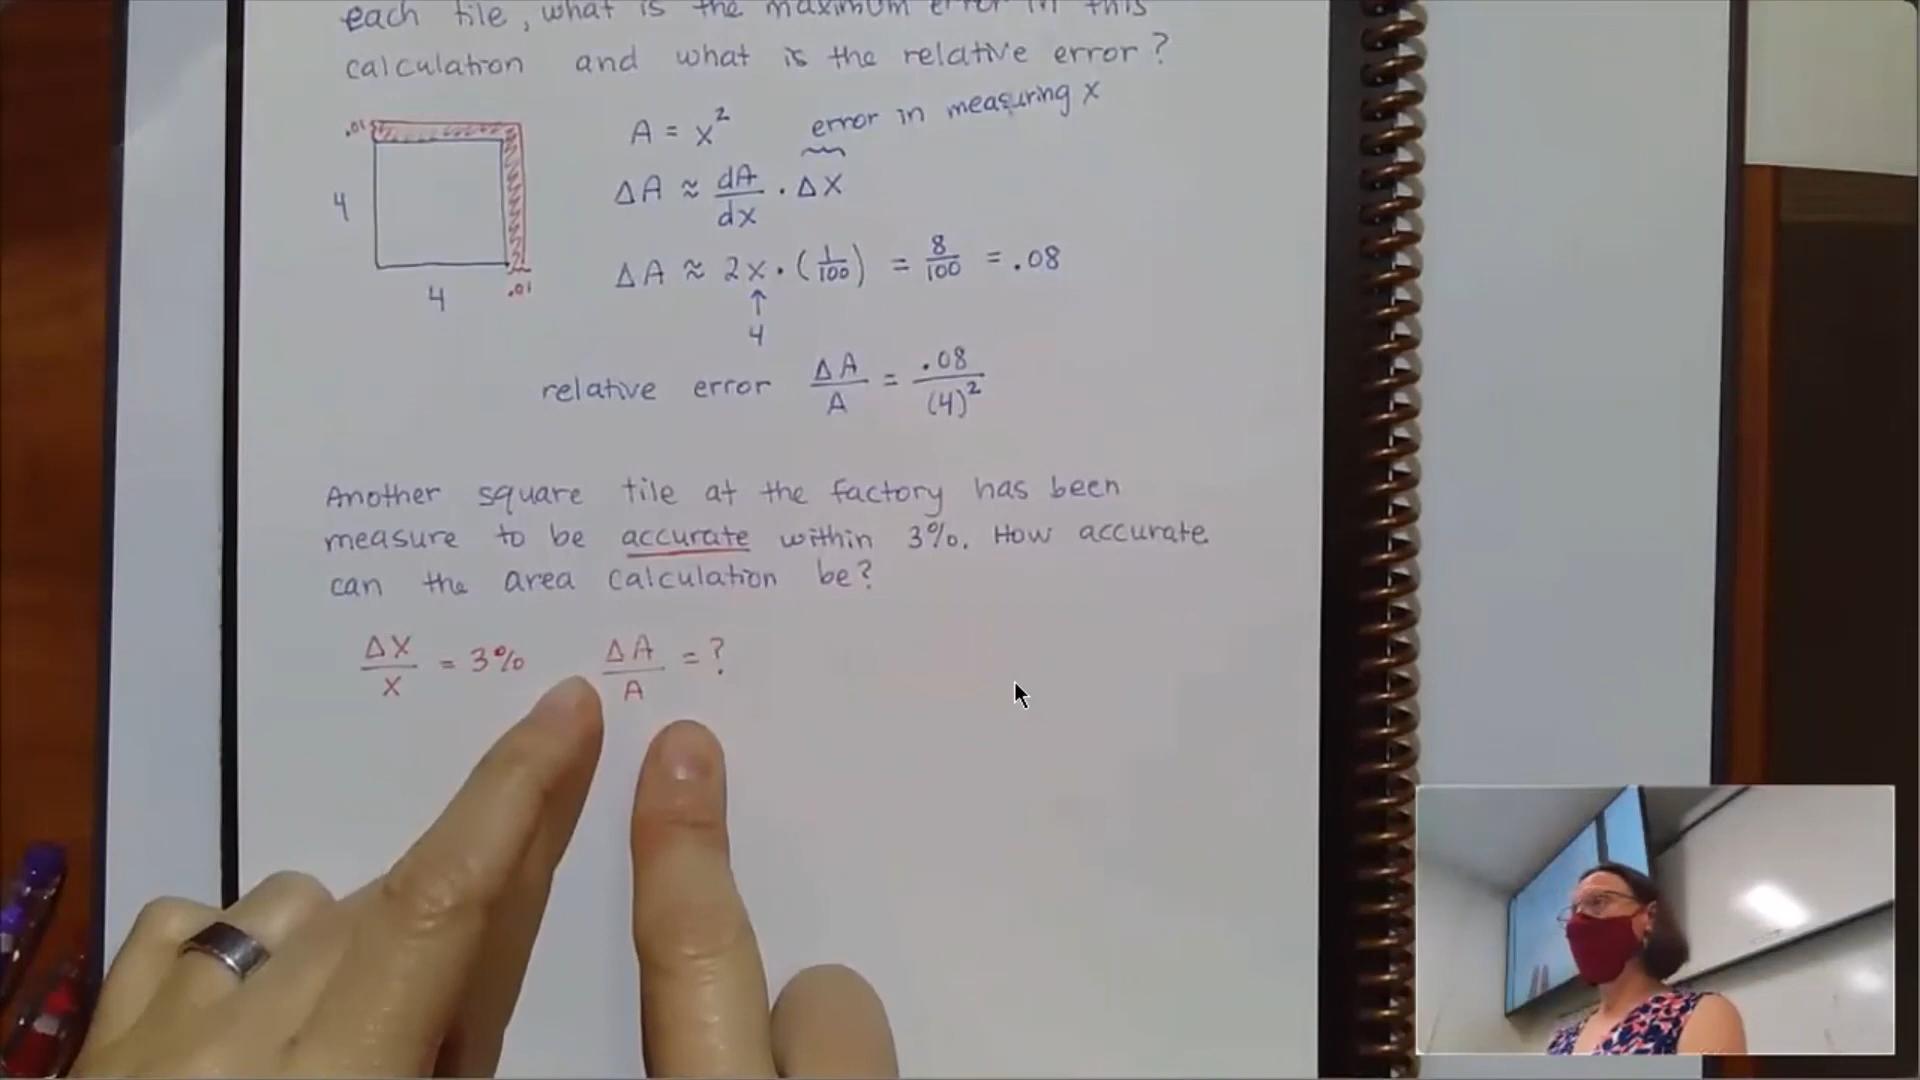 each tile, what is the maximum error in this
calculation and what is the relative error?
.01
4
4
.01
A = x²
error in measuring x
ΔA ≈ dA/dx · Δx
ΔA ≈ 2x · (1/100) = 8/100 = .08
↑
4
relative error ΔA/A = .08/(4)²
Another square tile at the factory has been
measure to be accurate within 3%. How accurate
can the area calculation be?
Δx/x = 3% ΔA/A = ?